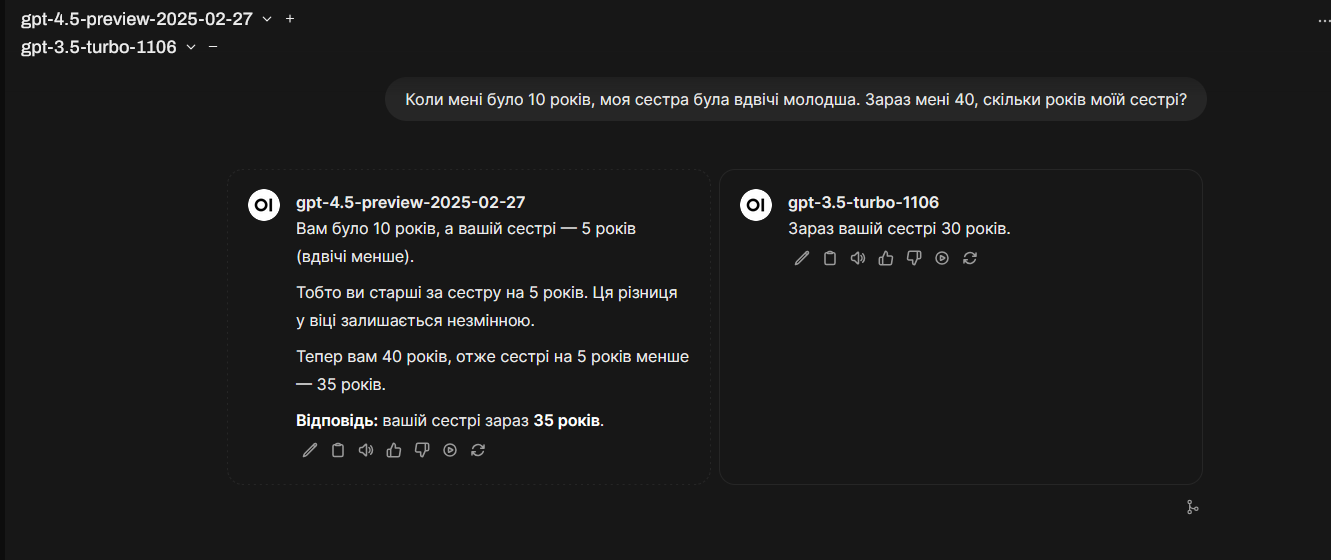 gpt-4.5-preview-2025-02-27
gpt-3.5-turbo-1106
Коли мені було 10 років, моя сестра була вдвічі молодша. Зараз мені 40, скільки років моїй сестрі?
OI
gpt-4.5-preview-2025-02-27
Вам було 10 років, а вашій сестрі — 5 років
(вдвічі менше).
Тобто ви старші за сестру на 5 років. Ця різниця
у віці залишається незмінною.
Тепер вам 40 років, отже сестрі на 5 років менше
— 35 років.
Відповідь: вашій сестрі зараз 35 років.
OI
gpt-3.5-turbo-1106
Зараз вашій сестрі 30 років.